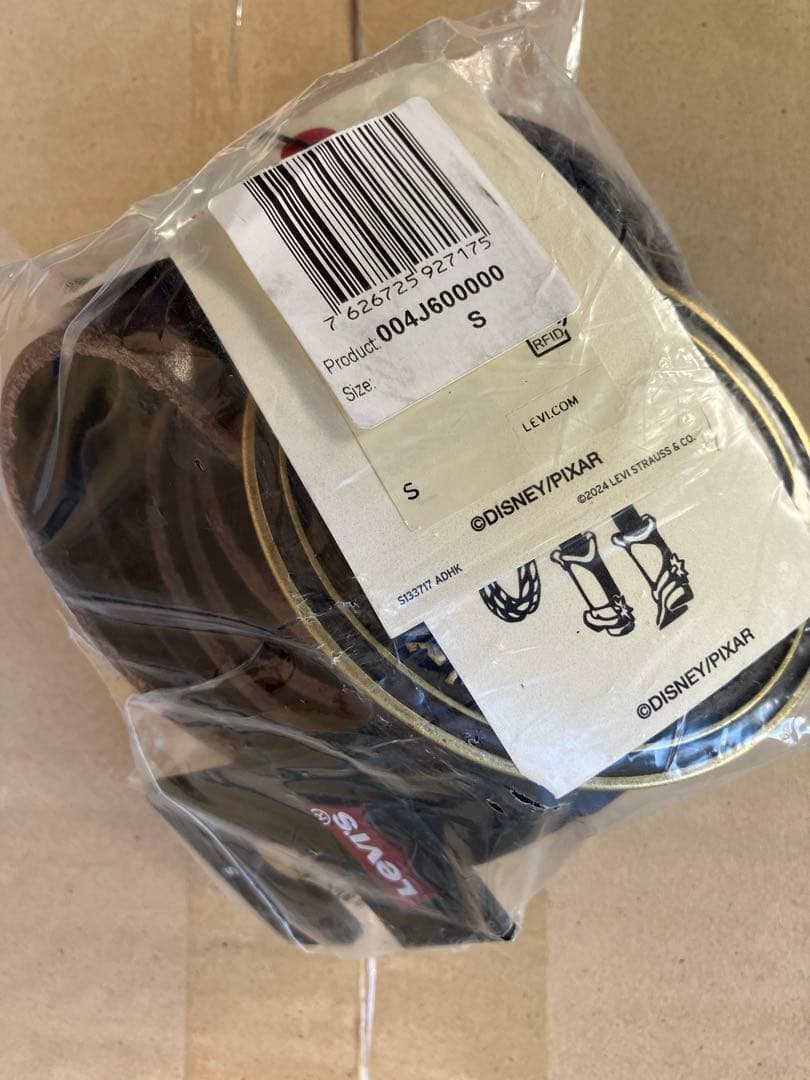 7 626725 927175
Product: 004J600000
Size: S
RFID
LEVI.COM
S
©DISNEY/PIXAR
©2024 LEVI STRAUSS & CO.
S133717 ADHK
©DISNEY/PIXAR
Levi's®